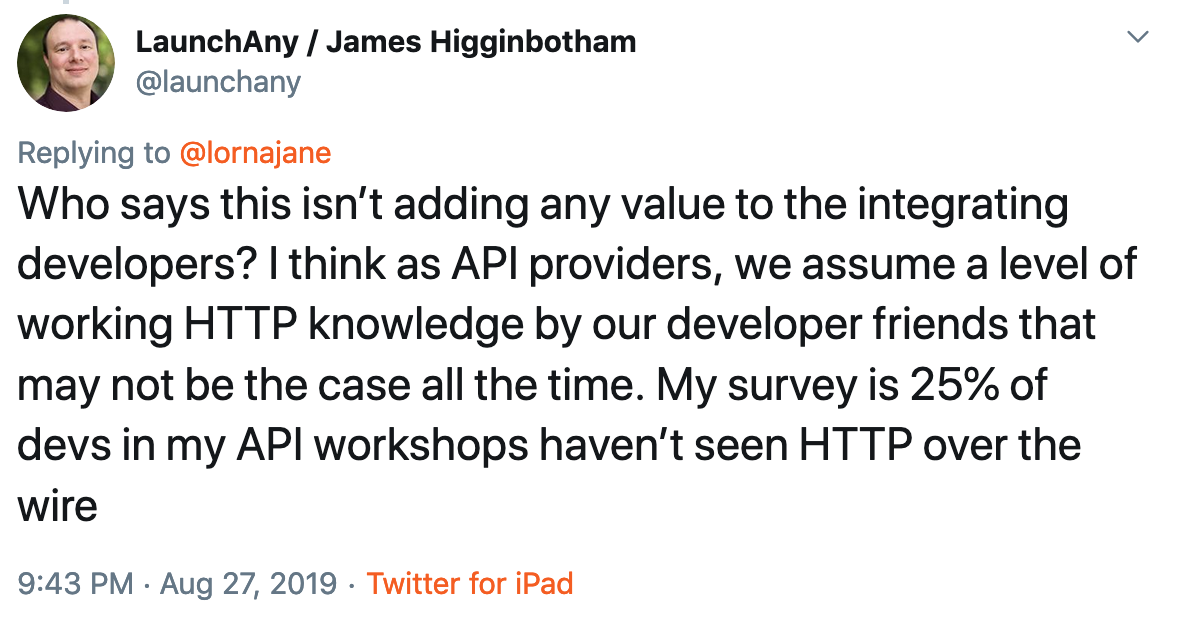 LaunchAny / James Higginbotham
@launchany
Replying to @lornajane
Who says this isn’t adding any value to the integrating
developers? I think as API providers, we assume a level of
working HTTP knowledge by our developer friends that
may not be the case all the time. My survey is 25% of
devs in my API workshops haven’t seen HTTP over the
wire
9:43 PM · Aug 27, 2019 · Twitter for iPad